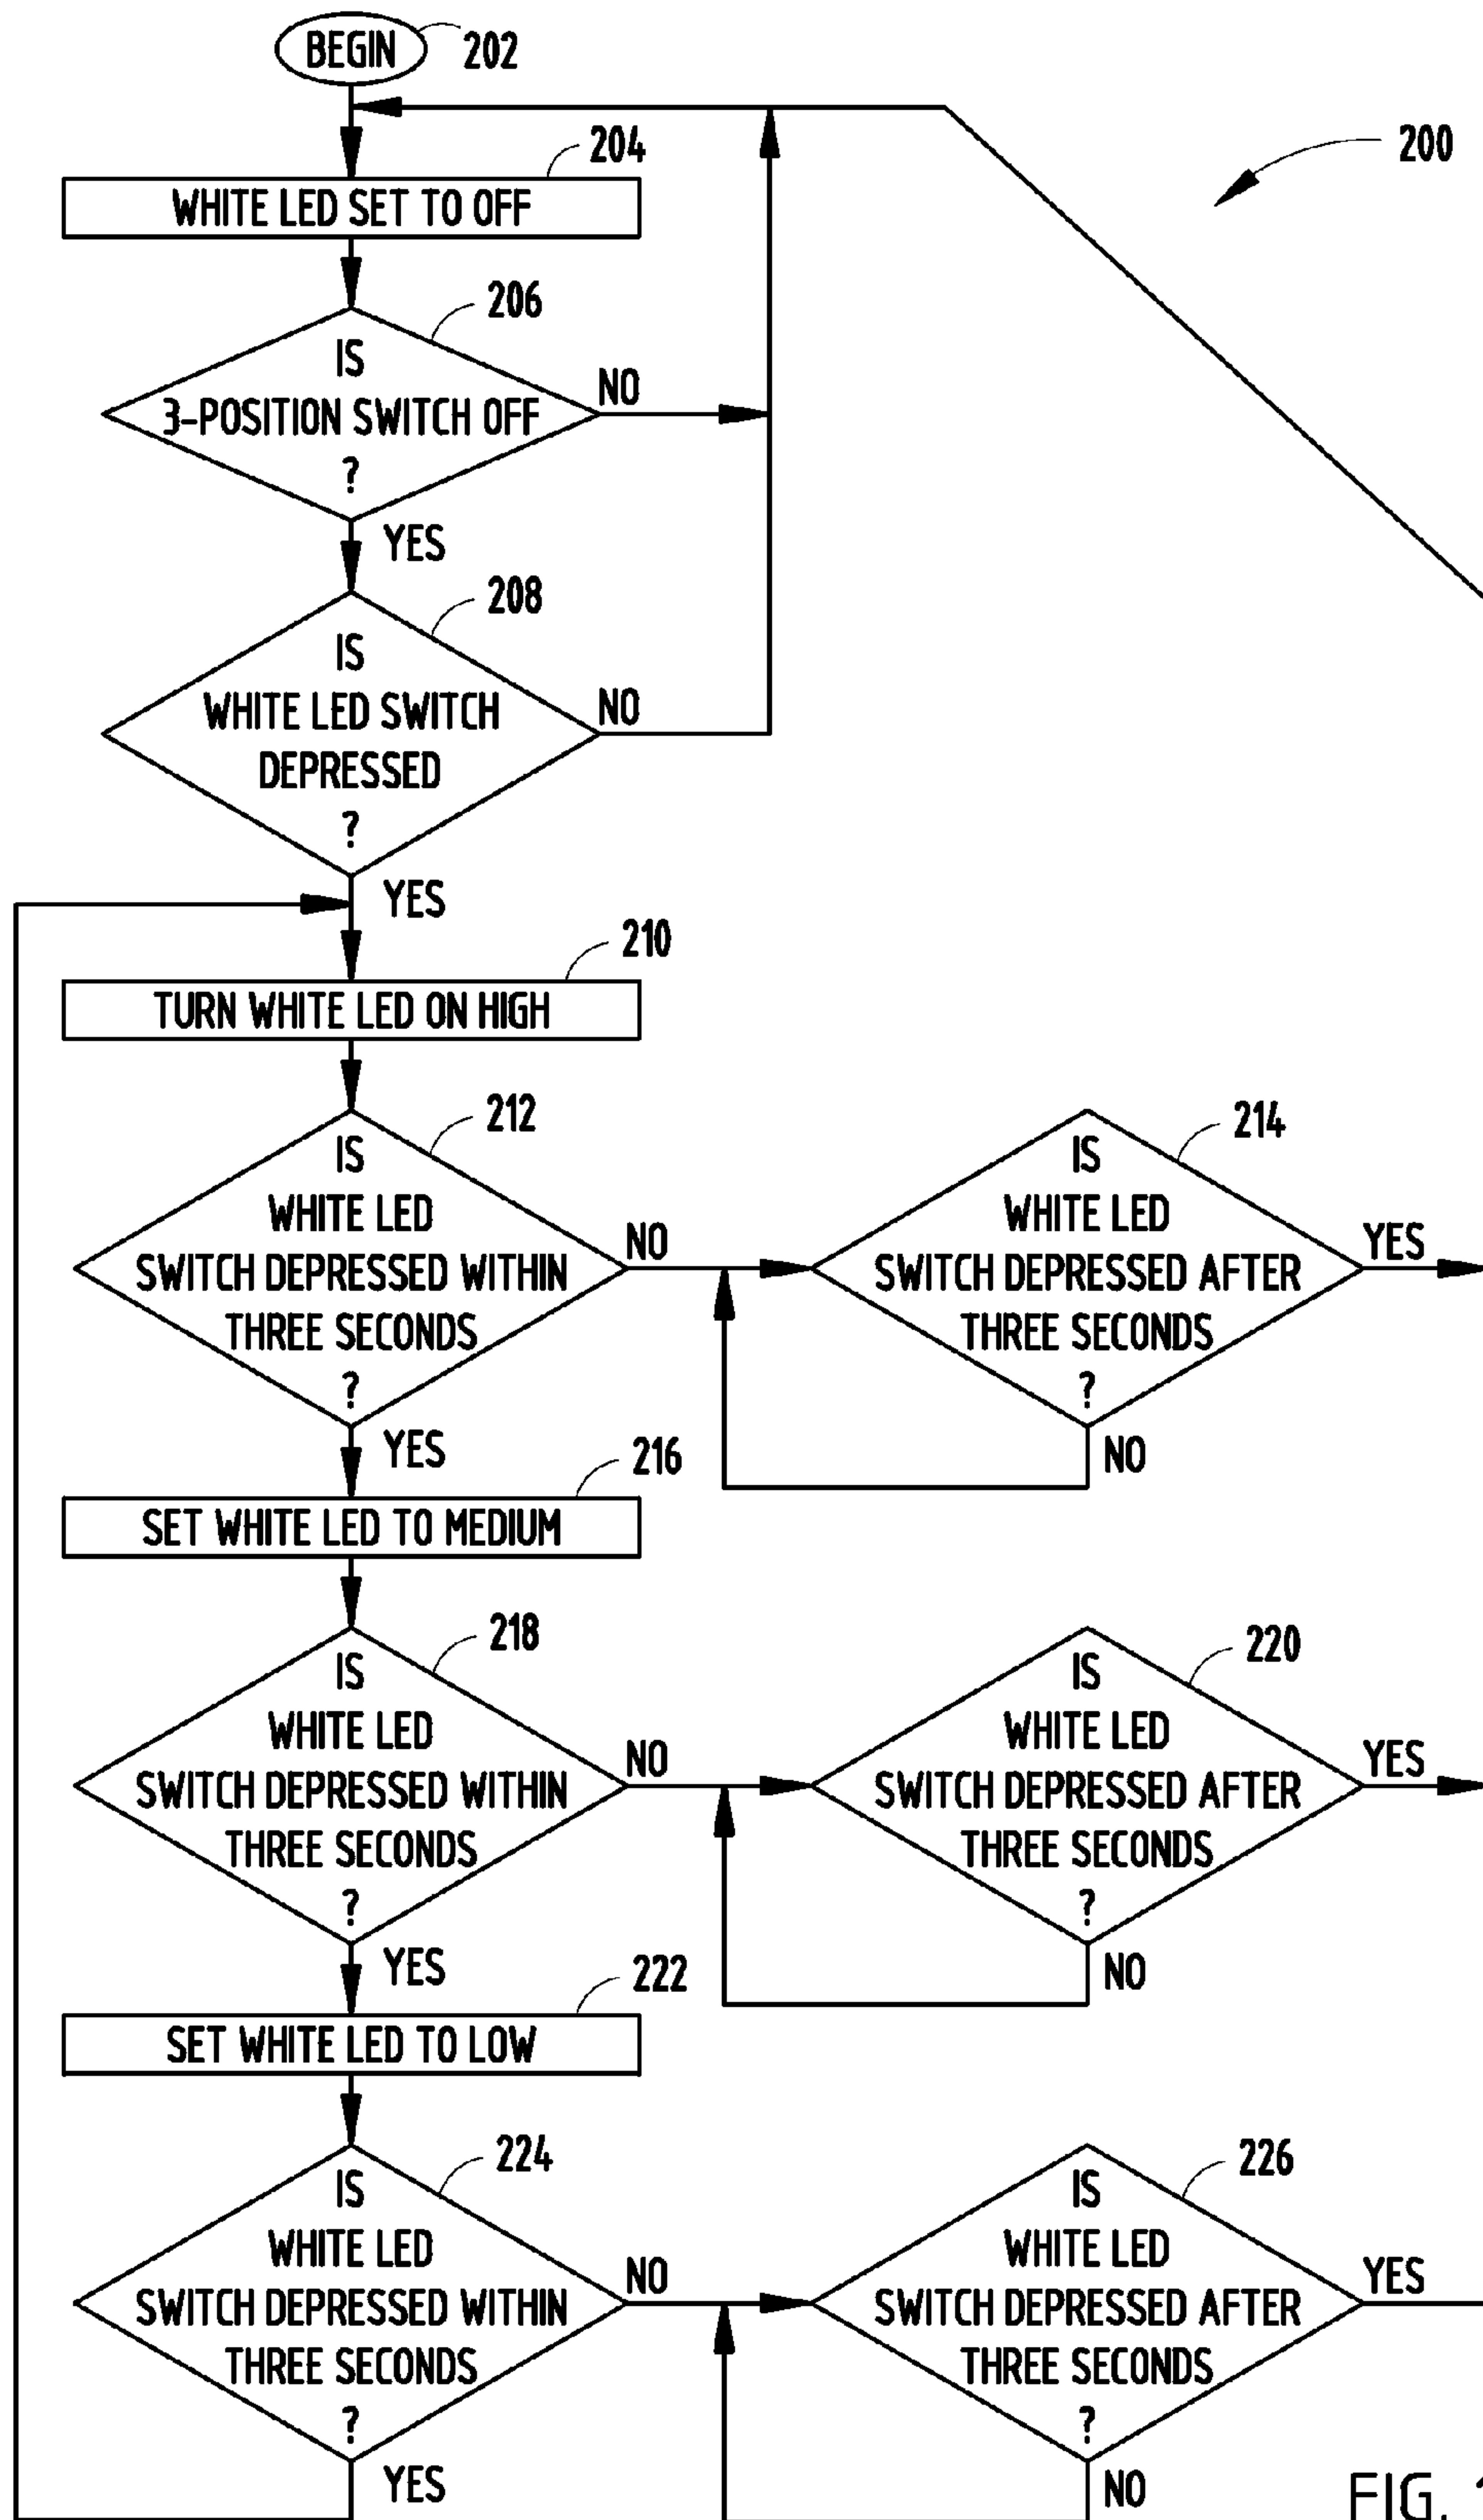 BEGIN
202
200
204
WHITE LED SET TO OFF
206
IS
3-POSITION SWITCH OFF
?
NO
YES
208
IS
WHITE LED SWITCH
DEPRESSED
?
NO
YES
210
TURN WHITE LED ON HIGH
212
IS
WHITE LED
SWITCH DEPRESSED WITHIN
THREE SECONDS
?
NO
YES
214
IS
WHITE LED
SWITCH DEPRESSED AFTER
THREE SECONDS
?
YES
NO
216
SET WHITE LED TO MEDIUM
218
IS
WHITE LED
SWITCH DEPRESSED WITHIN
THREE SECONDS
?
NO
YES
220
IS
WHITE LED
SWITCH DEPRESSED AFTER
THREE SECONDS
?
YES
NO
222
SET WHITE LED TO LOW
224
IS
WHITE LED
SWITCH DEPRESSED WITHIN
THREE SECONDS
?
NO
YES
226
IS
WHITE LED
SWITCH DEPRESSED AFTER
THREE SECONDS
?
YES
NO
FIG.